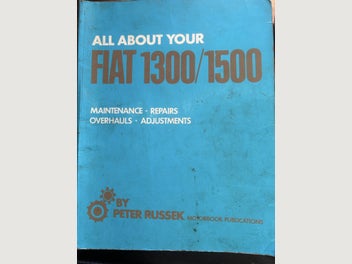 ALL ABOUT YOUR
FIAT 1300/1500
MAINTENANCE · REPAIRS
OVERHAULS · ADJUSTMENTS
BY
PETER RUSSEK MOTORBOOK PUBLICATIONS